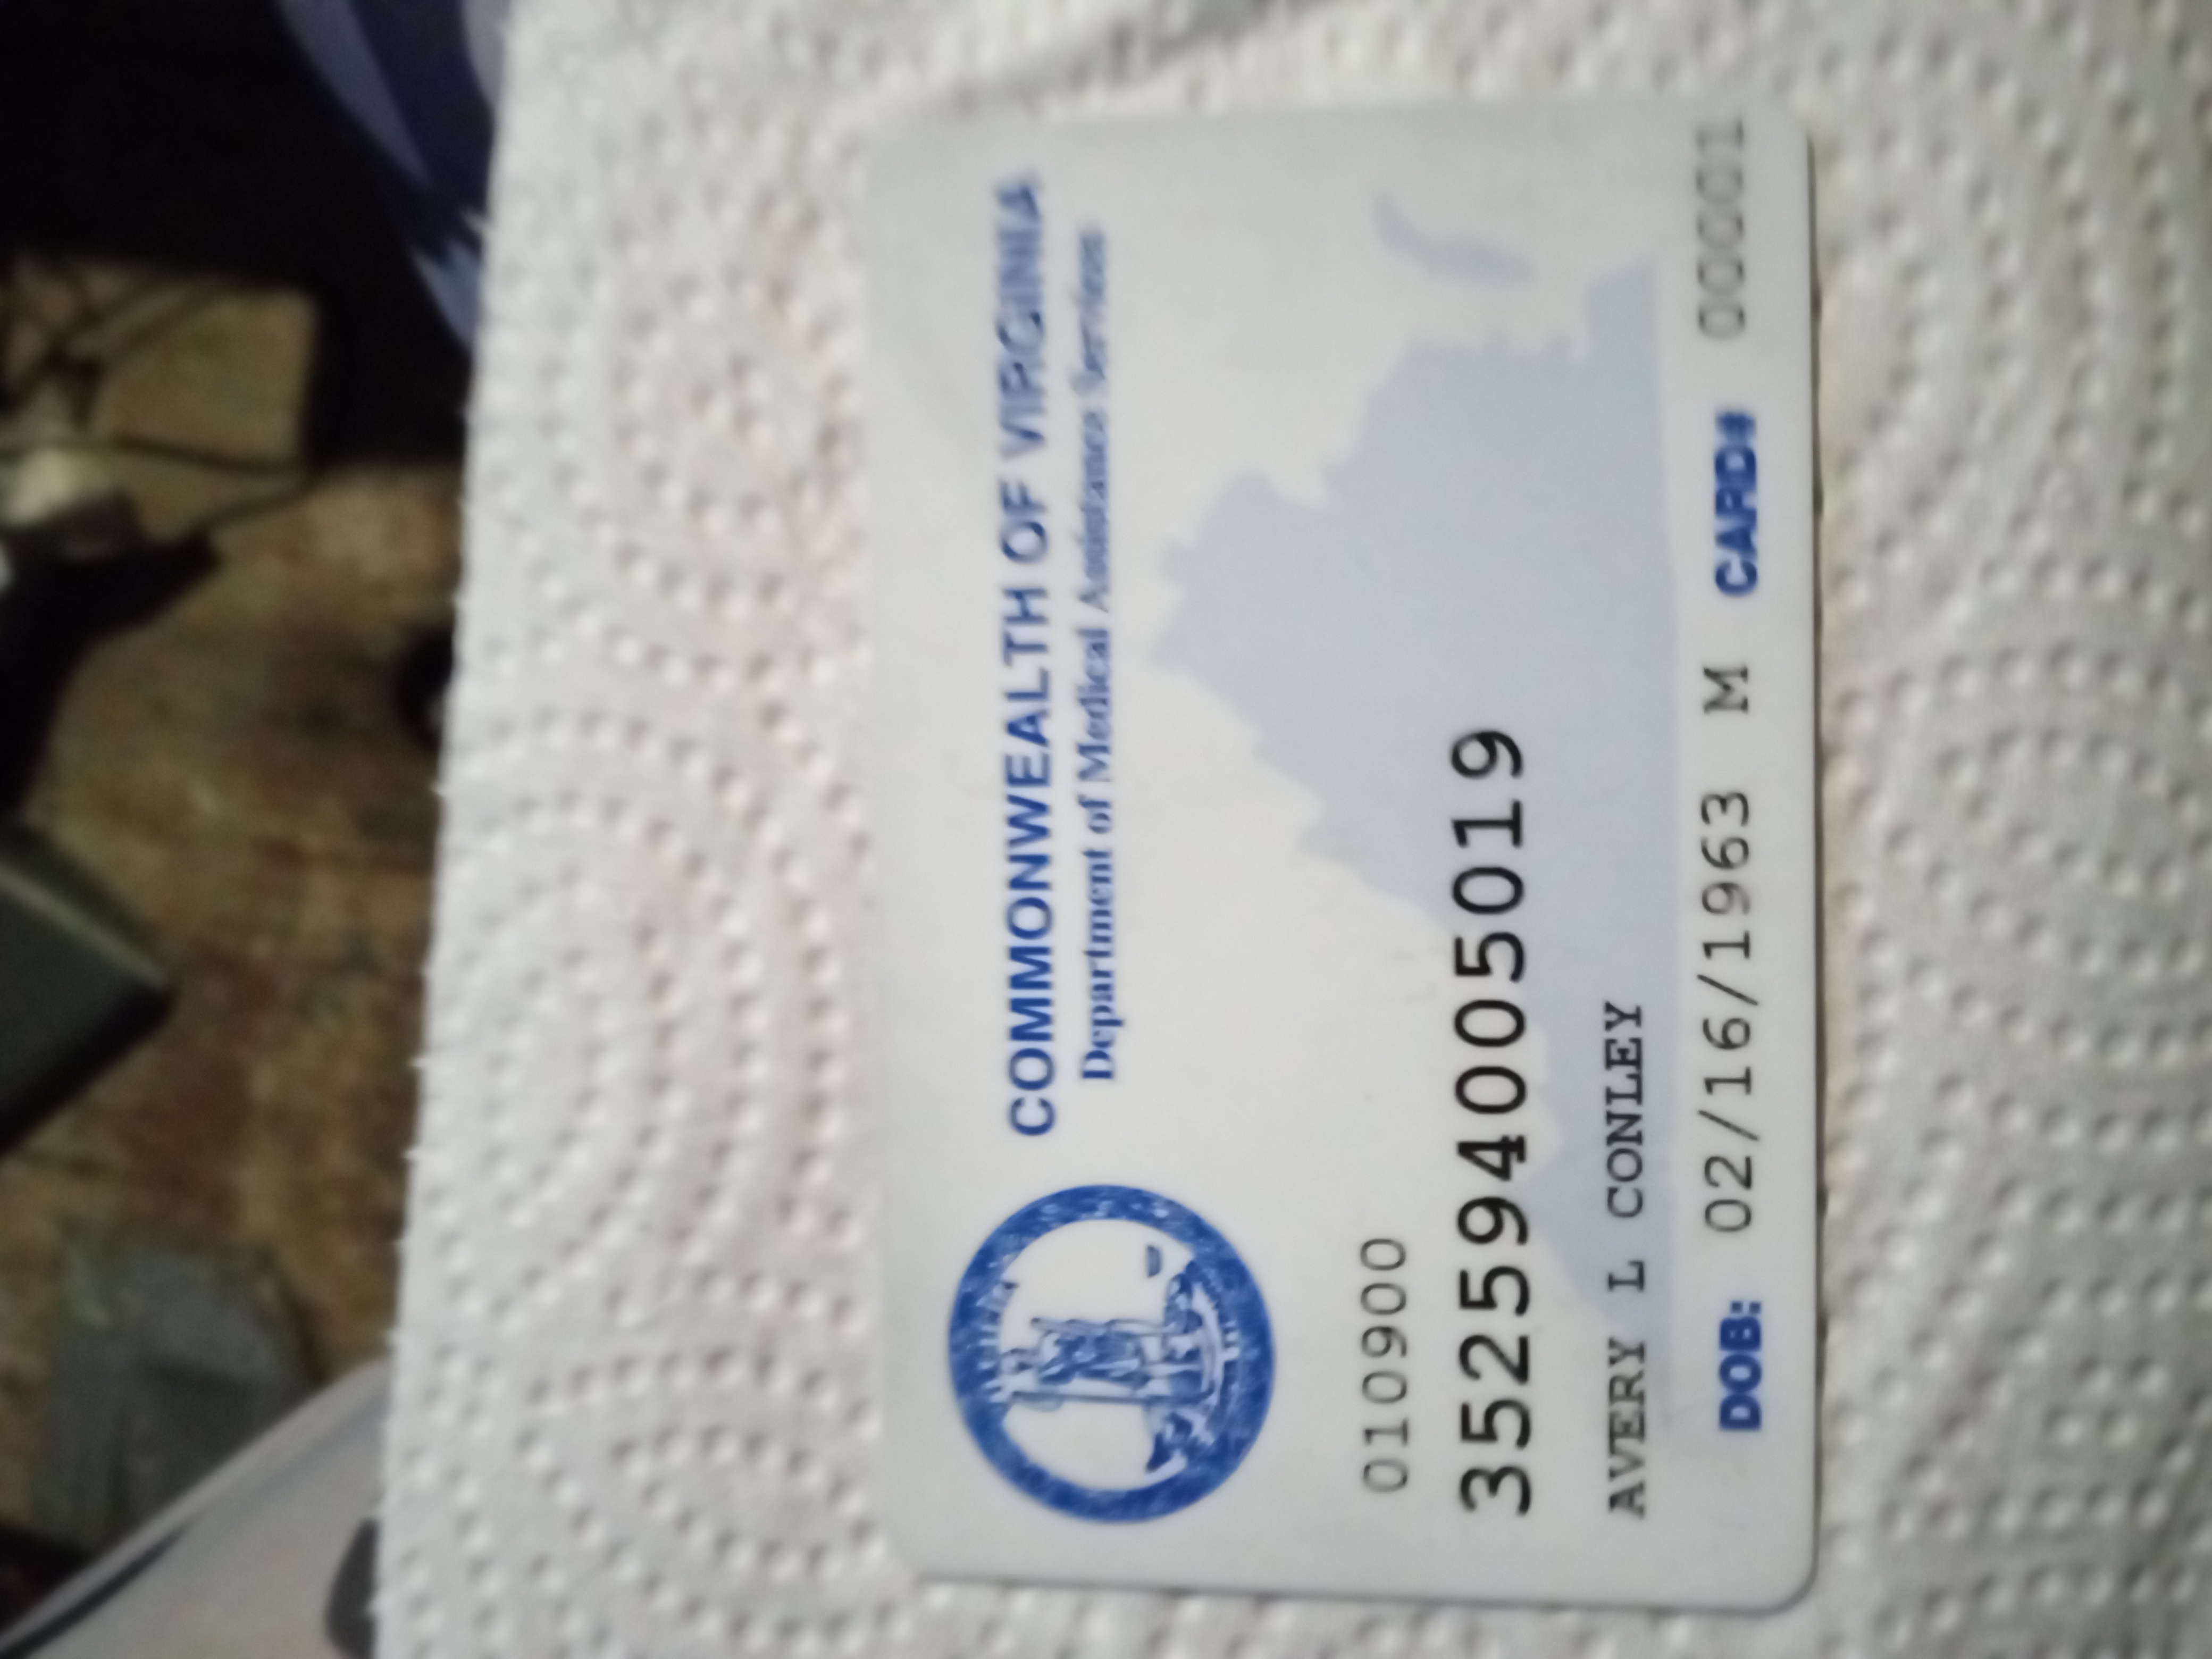 COMMONWEALTH OF VIRGINIA
Department of Medical Assistance Services
010900
352594005019
AVERY L CONLEY
DOB: 02/16/1963 M CARD# 00001